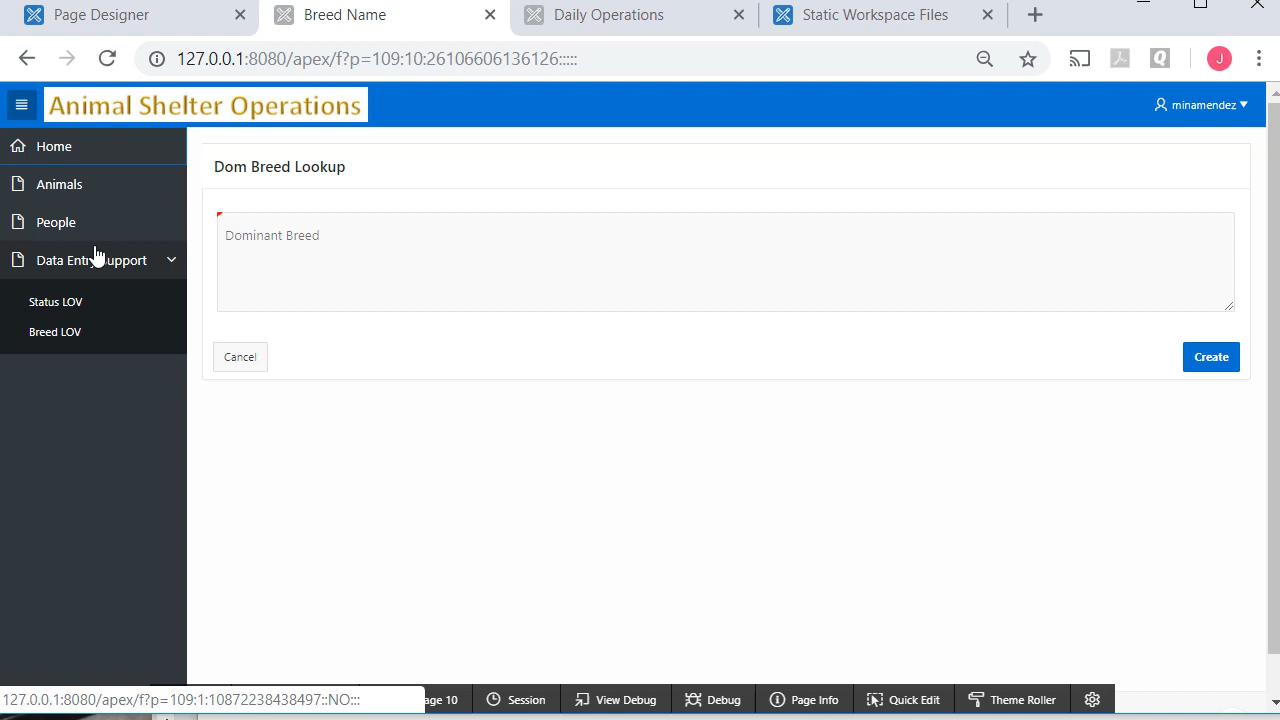 Page Designer
Breed Name
Daily Operations
Static Workspace Files
127.0.0.1:8080/apex/f?p=109:10:26106606136126:::::
J
Animal Shelter Operations
minamendez
Home
Animals
People
Data Entry Support
Status LOV
Breed LOV
Dom Breed Lookup
Dominant Breed
Cancel
Create
127.0.0.1:8080/apex/f?p=109:1:10872238438497::NO:::
age 10
Session
View Debug
Debug
Page Info
Quick Edit
Theme Roller